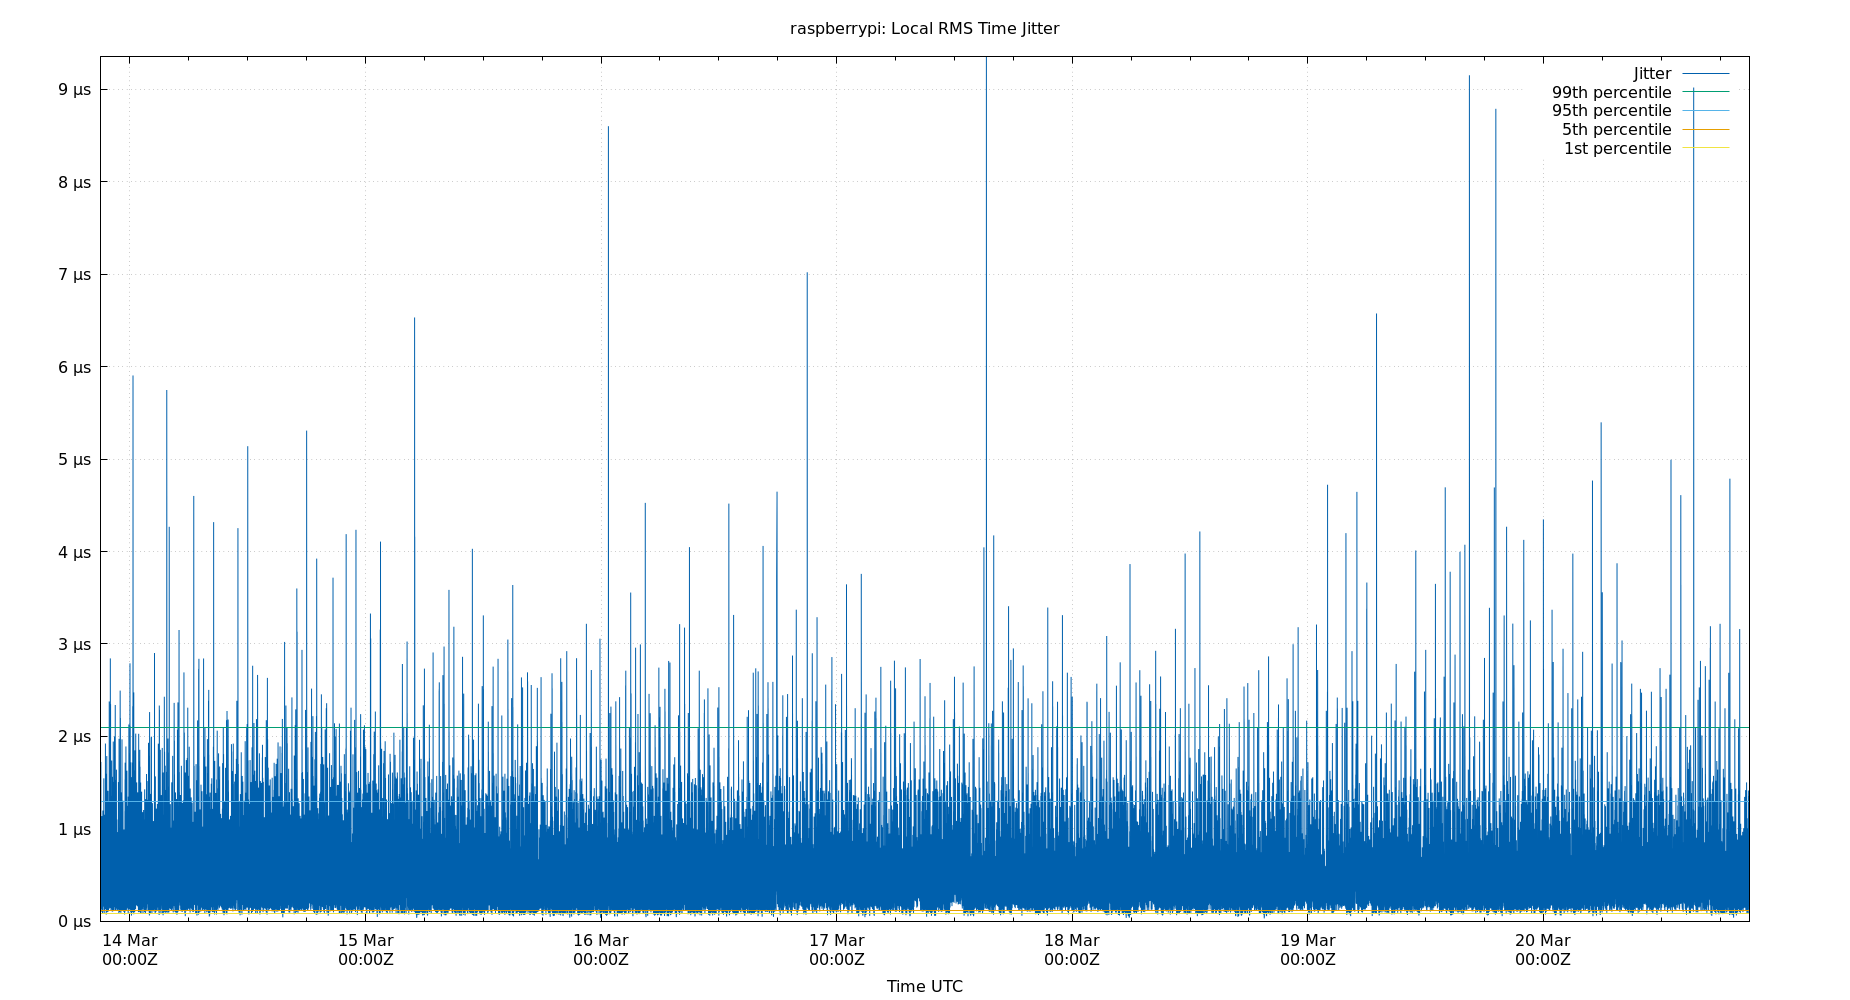 raspberrypi: Local RMS Time Jitter
Jitter
99th percentile
95th percentile
5th percentile
1st percentile
9 µs
8 µs
7 µs
6 µs
5 µs
4 µs
3 µs
2 µs
1 µs
0 µs
14 Mar 15 Mar 16 Mar 17 Mar 18 Mar 19 Mar 20 Mar
00:00Z 00:00Z 00:00Z 00:00Z 00:00Z 00:00Z 00:00Z
Time UTC